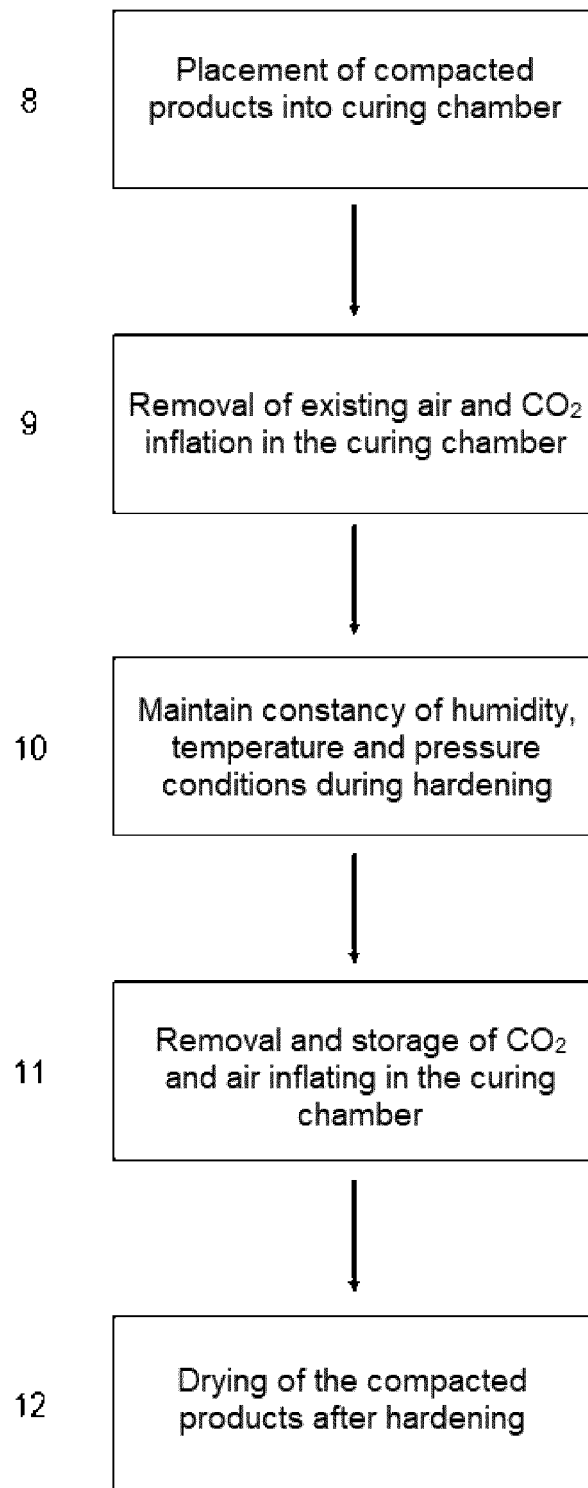 8
Placement of compacted
products into curing chamber
9
Removal of existing air and CO₂
inflation in the curing chamber
10
Maintain constancy of humidity,
temperature and pressure
conditions during hardening
11
Removal and storage of CO₂
and air inflating in the curing
chamber
12
Drying of the compacted
products after hardening